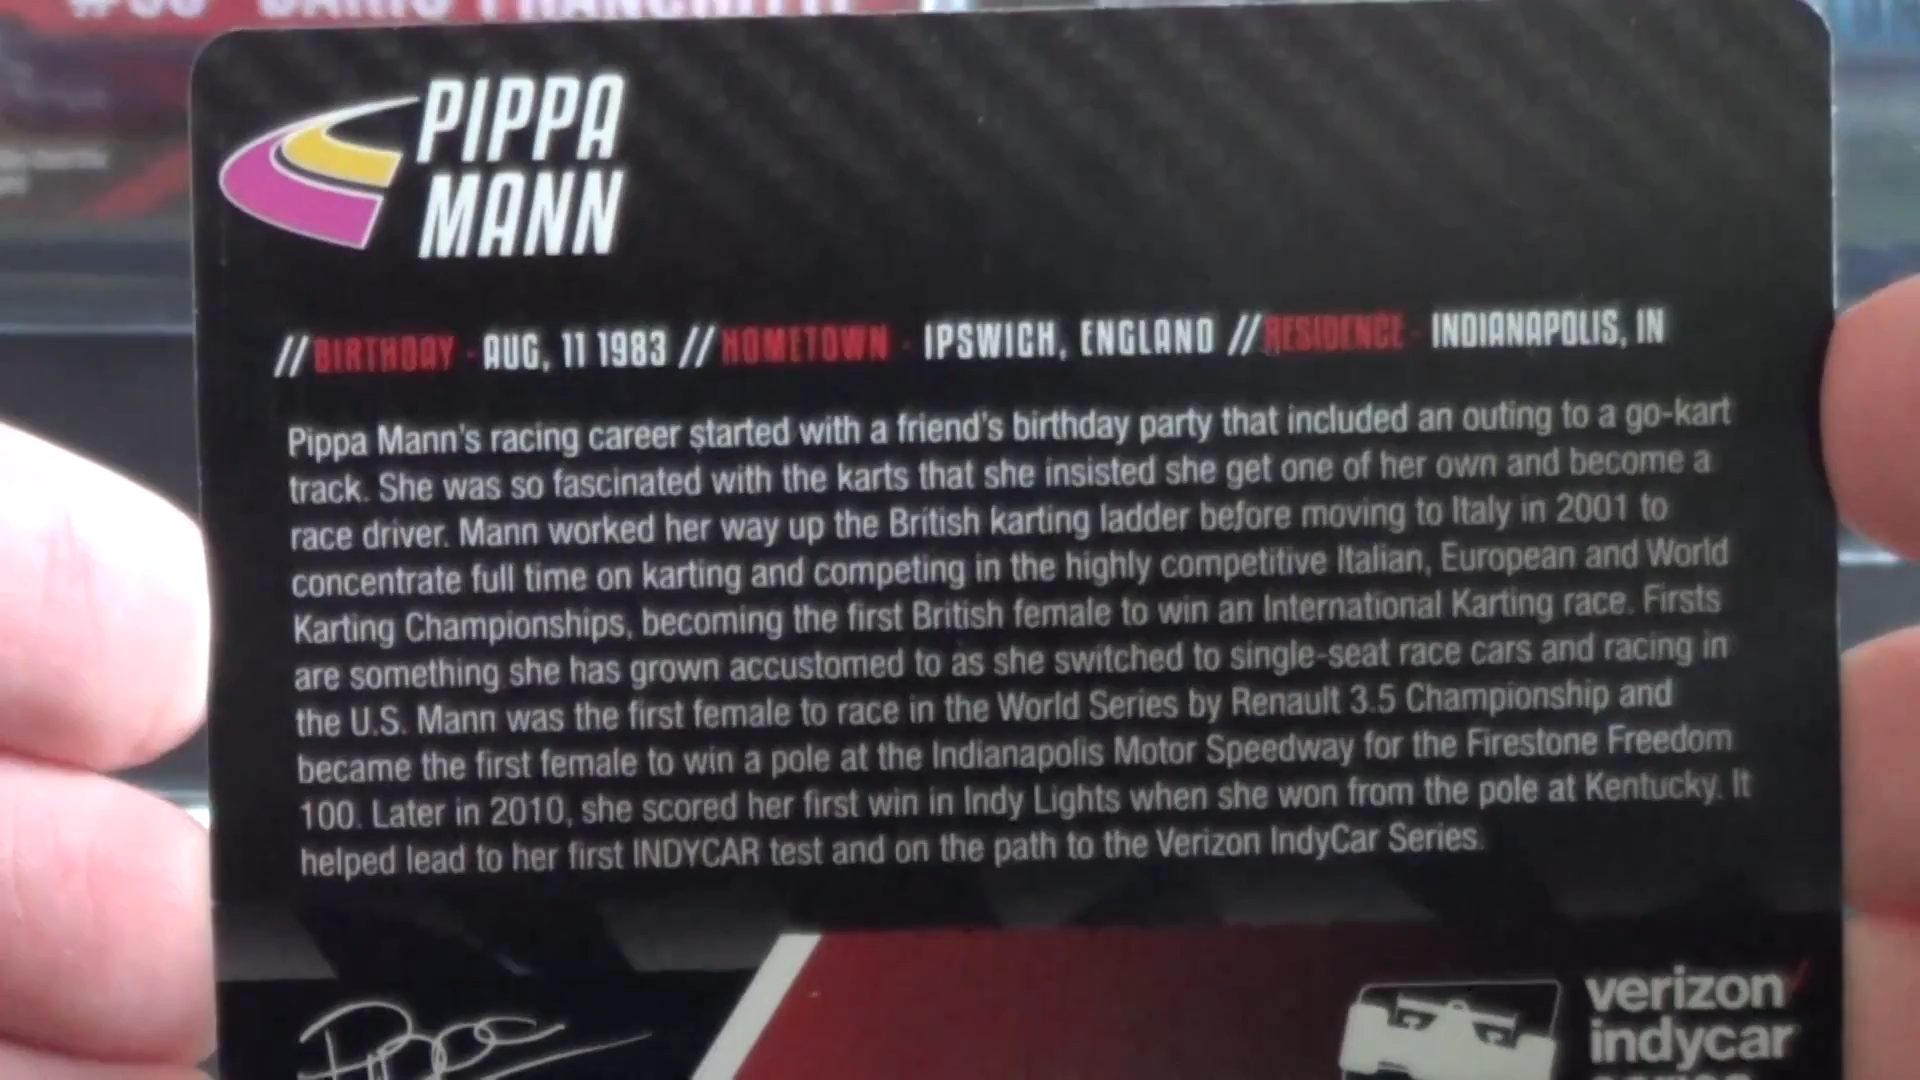 PIPPA
MANN
// BIRTHDAY - AUG, 11 1983 // HOMETOWN - IPSWICH, ENGLAND // RESIDENCE - INDIANAPOLIS, IN
Pippa Mann's racing career started with a friend's birthday party that included an outing to a go-kart
track. She was so fascinated with the karts that she insisted she get one of her own and become a
race driver. Mann worked her way up the British karting ladder before moving to Italy in 2001 to
concentrate full time on karting and competing in the highly competitive Italian, European and World
Karting Championships, becoming the first British female to win an International Karting race. Firsts
are something she has grown accustomed to as she switched to single-seat race cars and racing in
the U.S. Mann was the first female to race in the World Series by Renault 3.5 Championship and
became the first female to win a pole at the Indianapolis Motor Speedway for the Firestone Freedom
100. Later in 2010, she scored her first win in Indy Lights when she won from the pole at Kentucky. It
helped lead to her first INDYCAR test and on the path to the Verizon IndyCar Series.
verizon
indycar